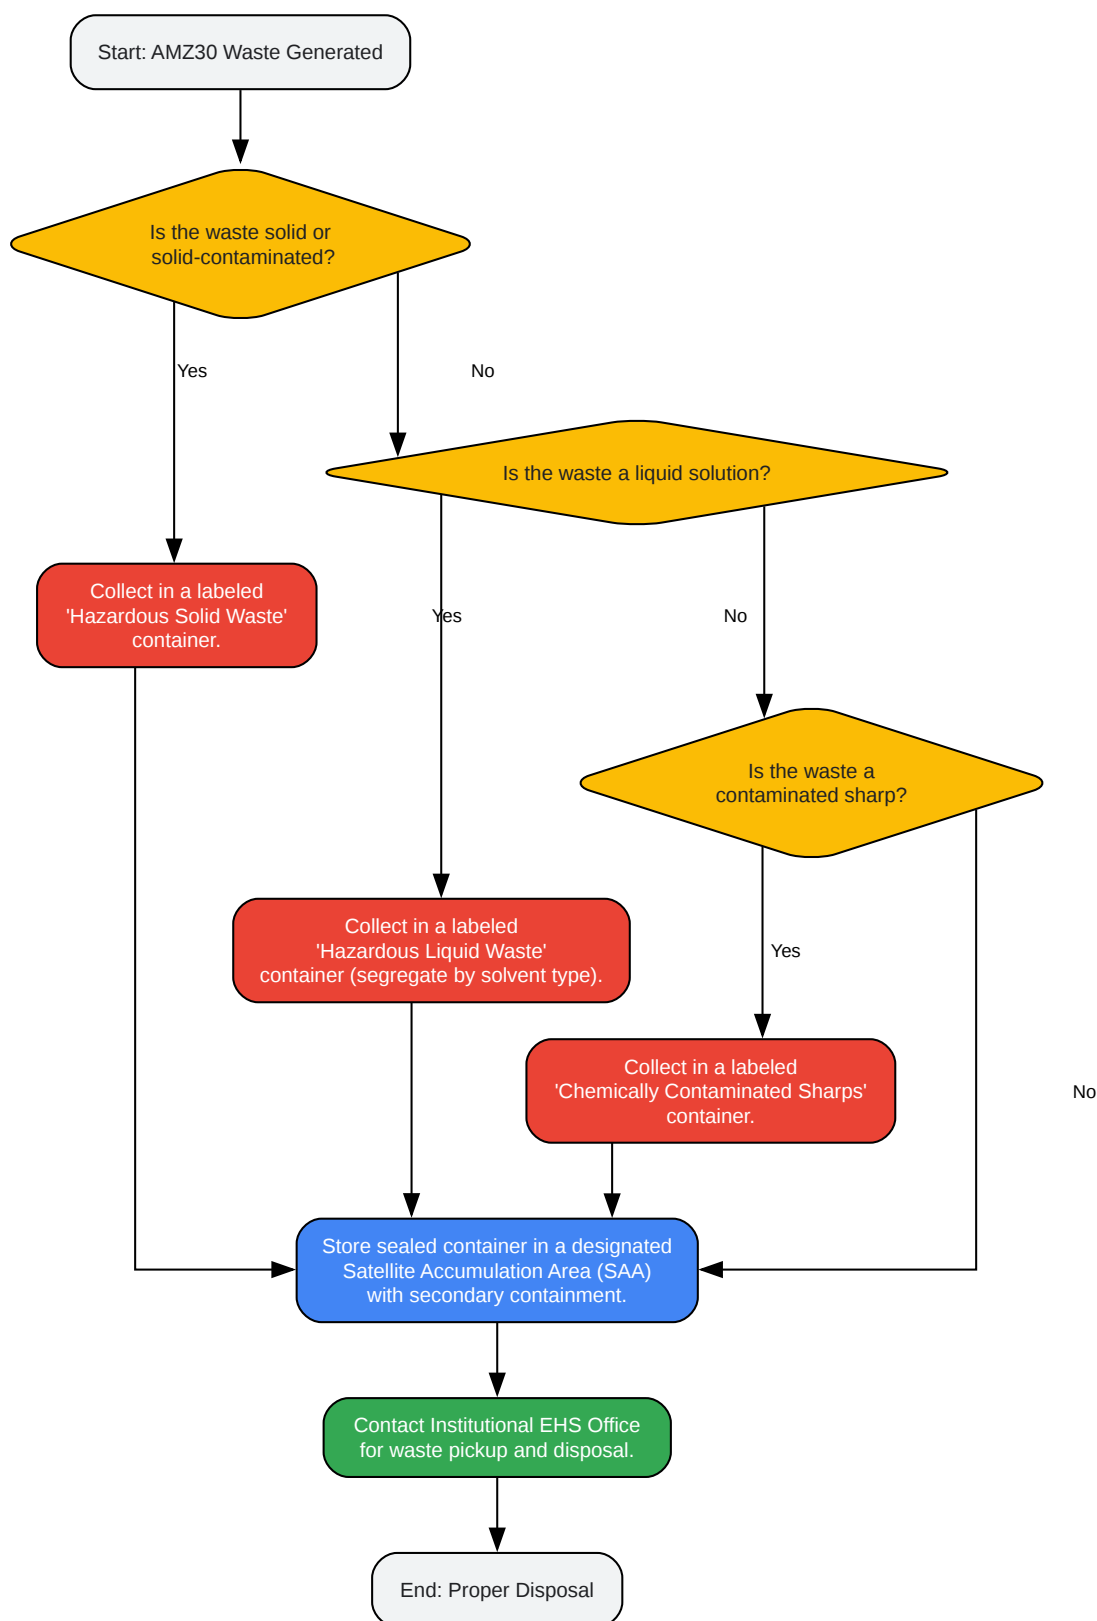 Start: AMZ30 Waste Generated
Is the waste solid or
solid-contaminated?
Yes
No
Is the waste a liquid solution?
Collect in a labeled
'Hazardous Solid Waste'
container.
Yes
No
Is the waste a
contaminated sharp?
Collect in a labeled
'Hazardous Liquid Waste'
container (segregate by solvent type).
Yes
Collect in a labeled
'Chemically Contaminated Sharps'
container.
No
Store sealed container in a designated
Satellite Accumulation Area (SAA)
with secondary containment.
Contact Institutional EHS Office
for waste pickup and disposal.
End: Proper Disposal